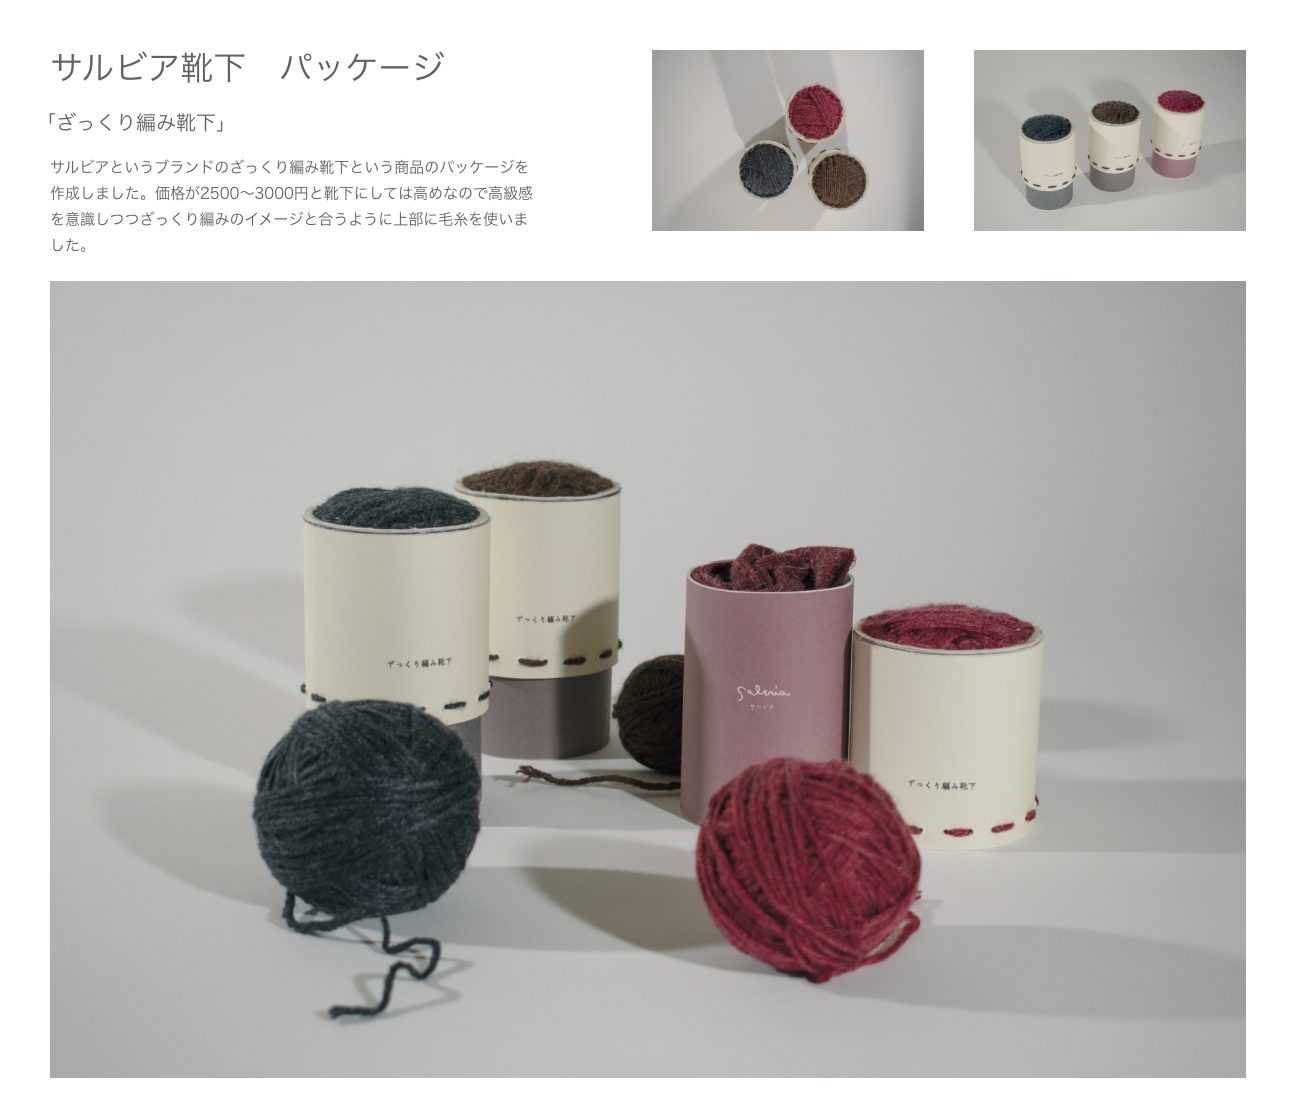 サルビア靴下　パッケージ
「ざっくり編み靴下」
サルビアというブランドのざっくり編み靴下という商品のパッケージを
作成しました。価格が2500〜3000円と靴下にしては高めなので高級感
を意識しつつざっくり編みのイメージと合うように上部に毛糸を使いま
した。
ざっくり編み靴下
ざっくり編み靴下
salvia
サルビア
ざっくり編み靴下